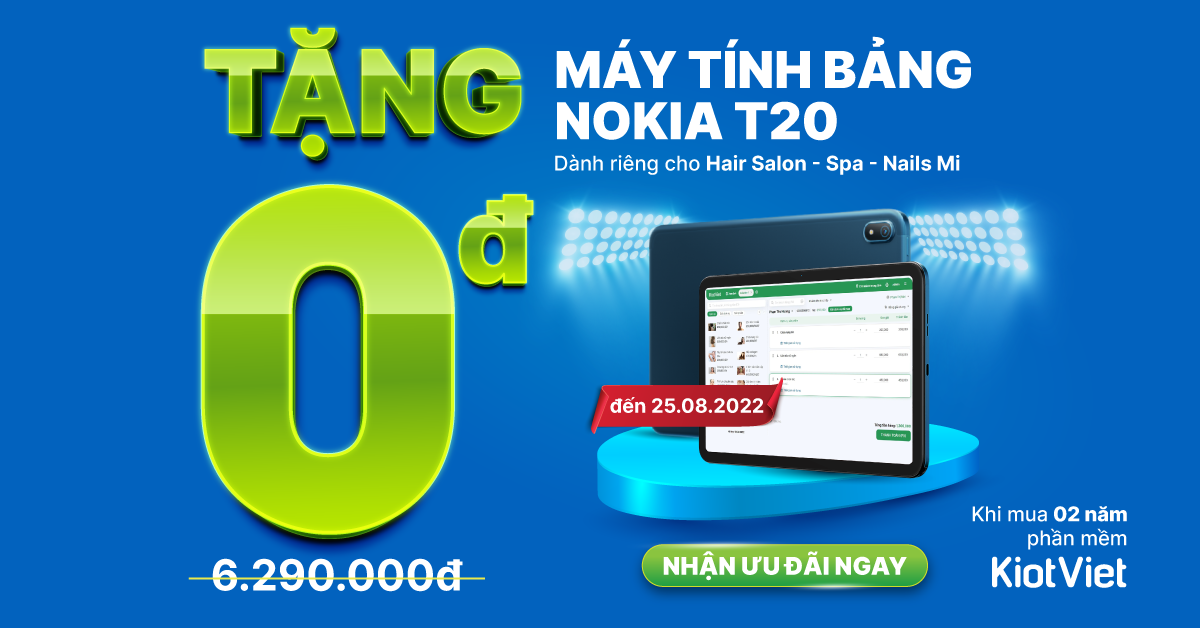 TẶNG
0đ
6.290.000đ
MÁY TÍNH BẢNG
NOKIA T20
Dành riêng cho Hair Salon - Spa - Nails Mi
đến 25.08.2022
NHẬN ƯU ĐÃI NGAY
Khi mua 02 năm
phần mềm
KiotViet